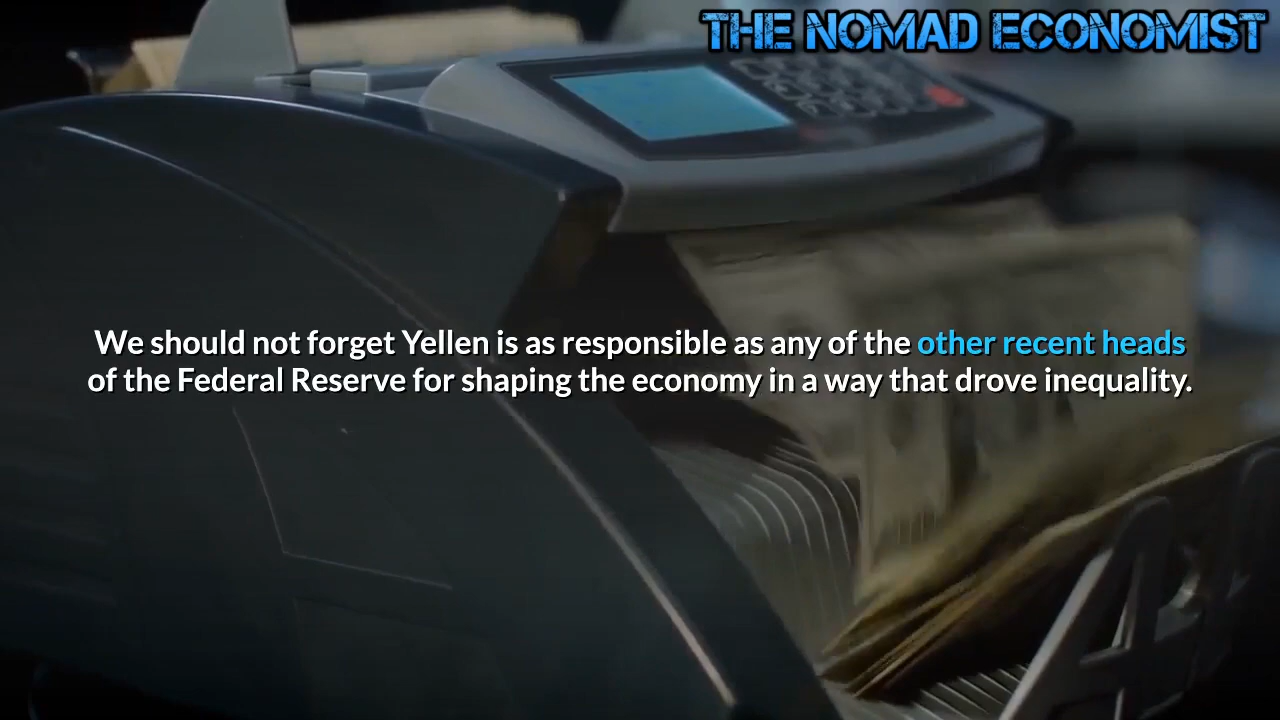 THE NOMAD ECONOMIST
We should not forget Yellen is as responsible as any of the other recent heads
of the Federal Reserve for shaping the economy in a way that drove inequality.